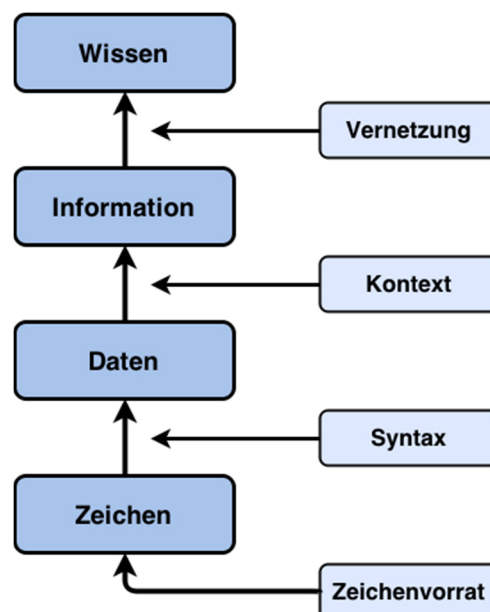 Wissen
Vernetzung
Information
Kontext
Daten
Syntax
Zeichen
Zeichenvorrat